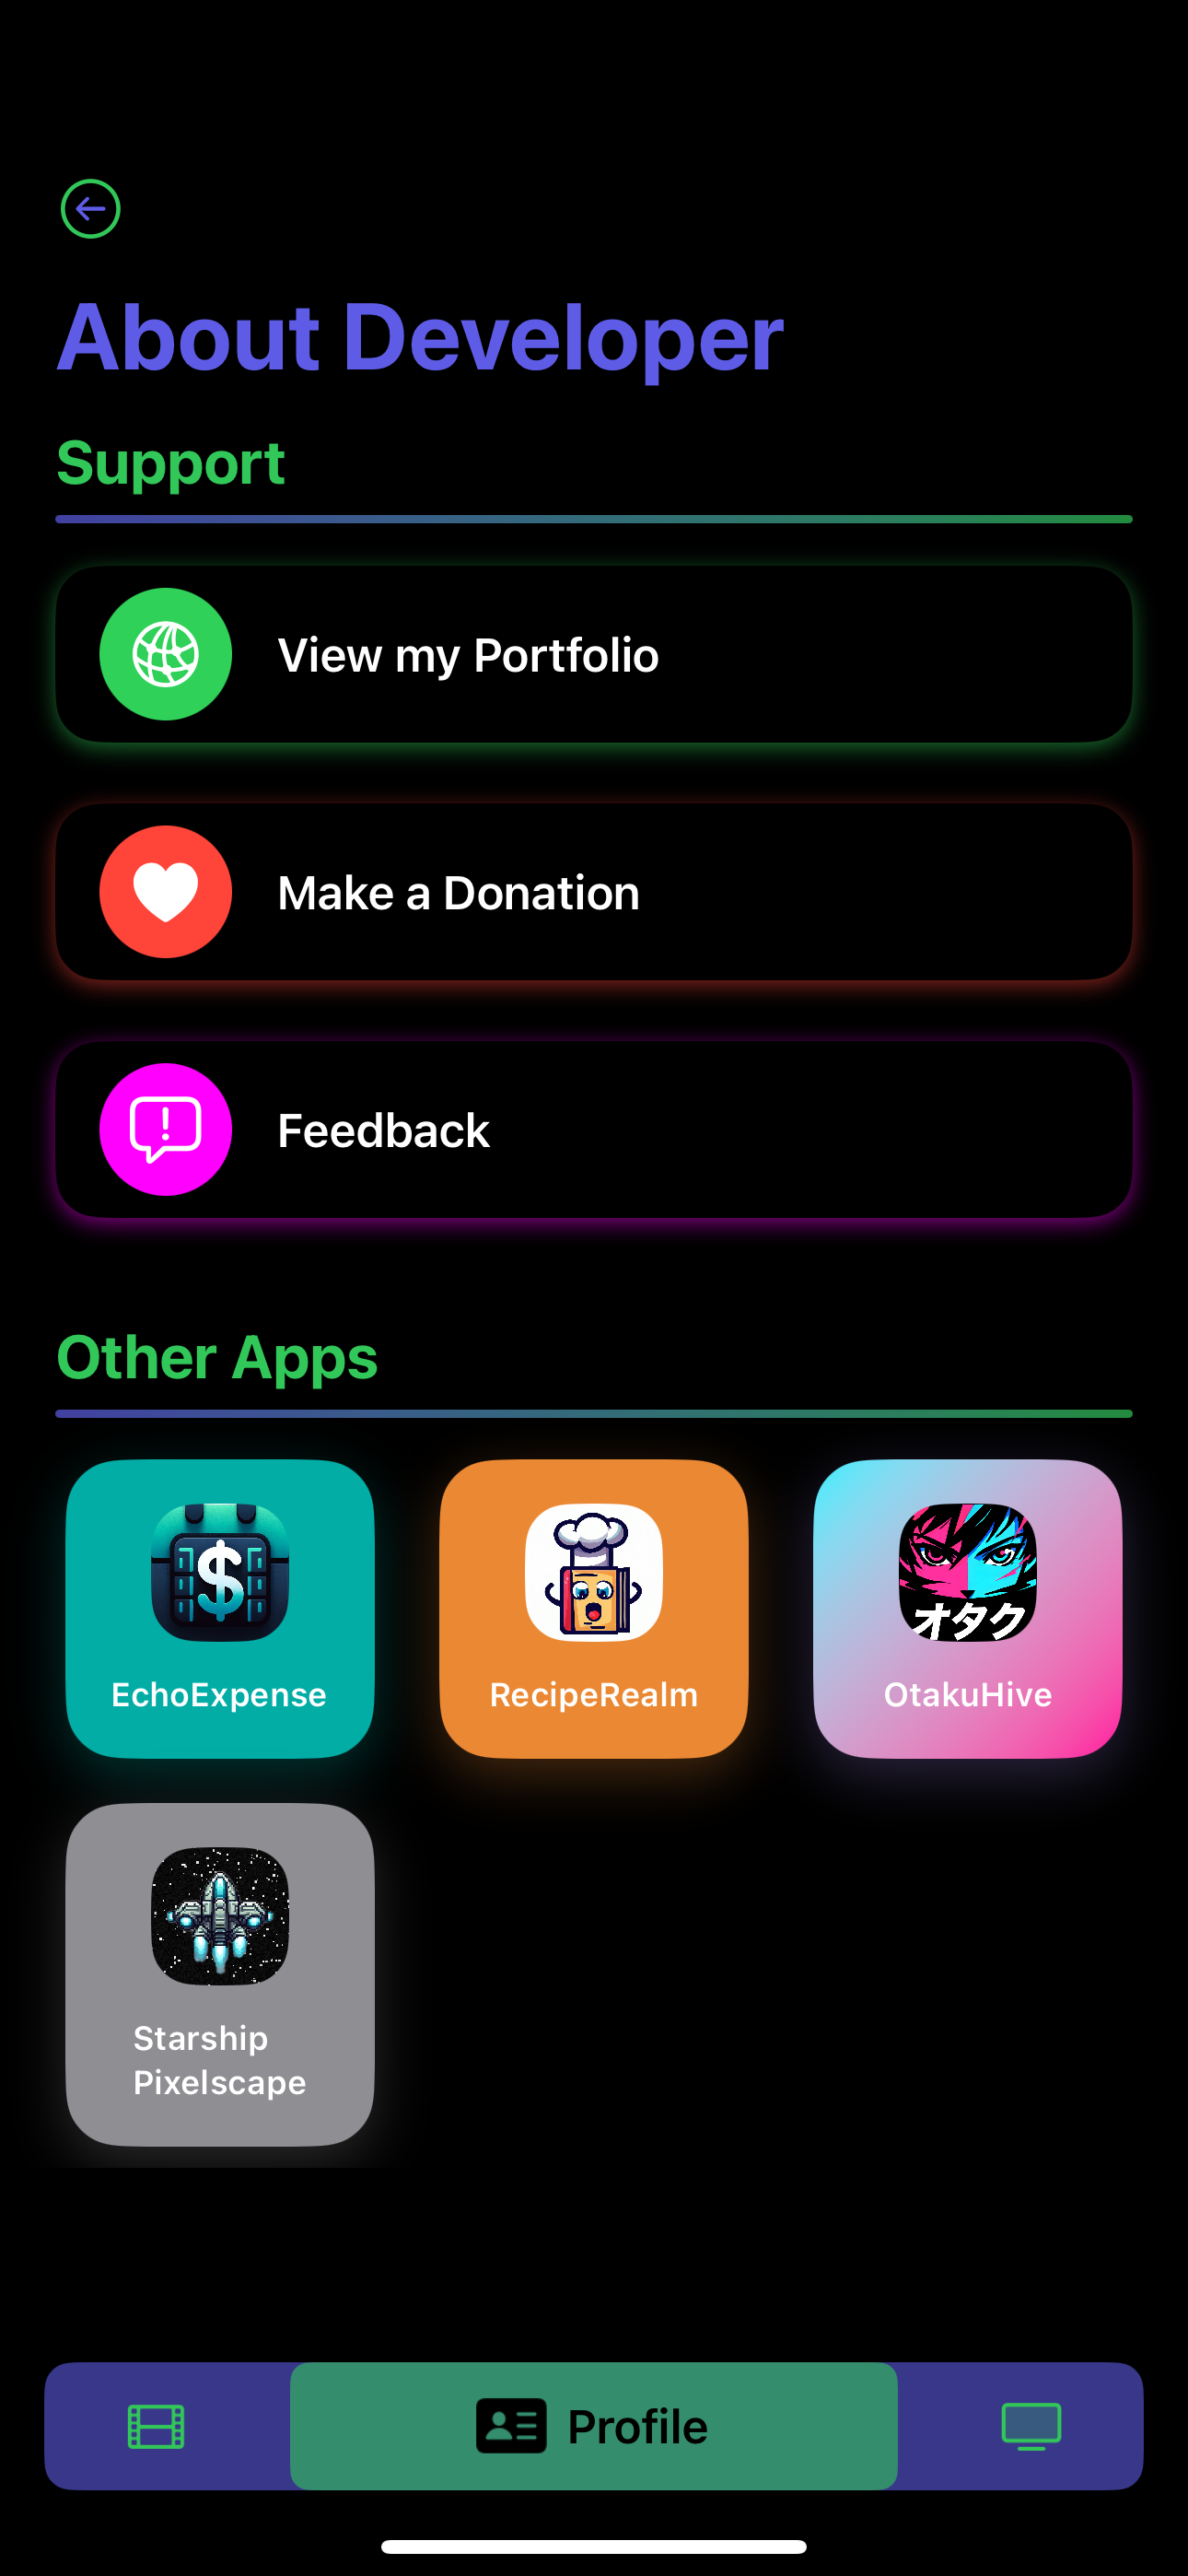 About Developer
Support
View my Portfolio
Make a Donation
Feedback
Other Apps
$
EchoExpense
RecipeRealm
オタク
OtakuHive
Starship
Pixelscape
Profile